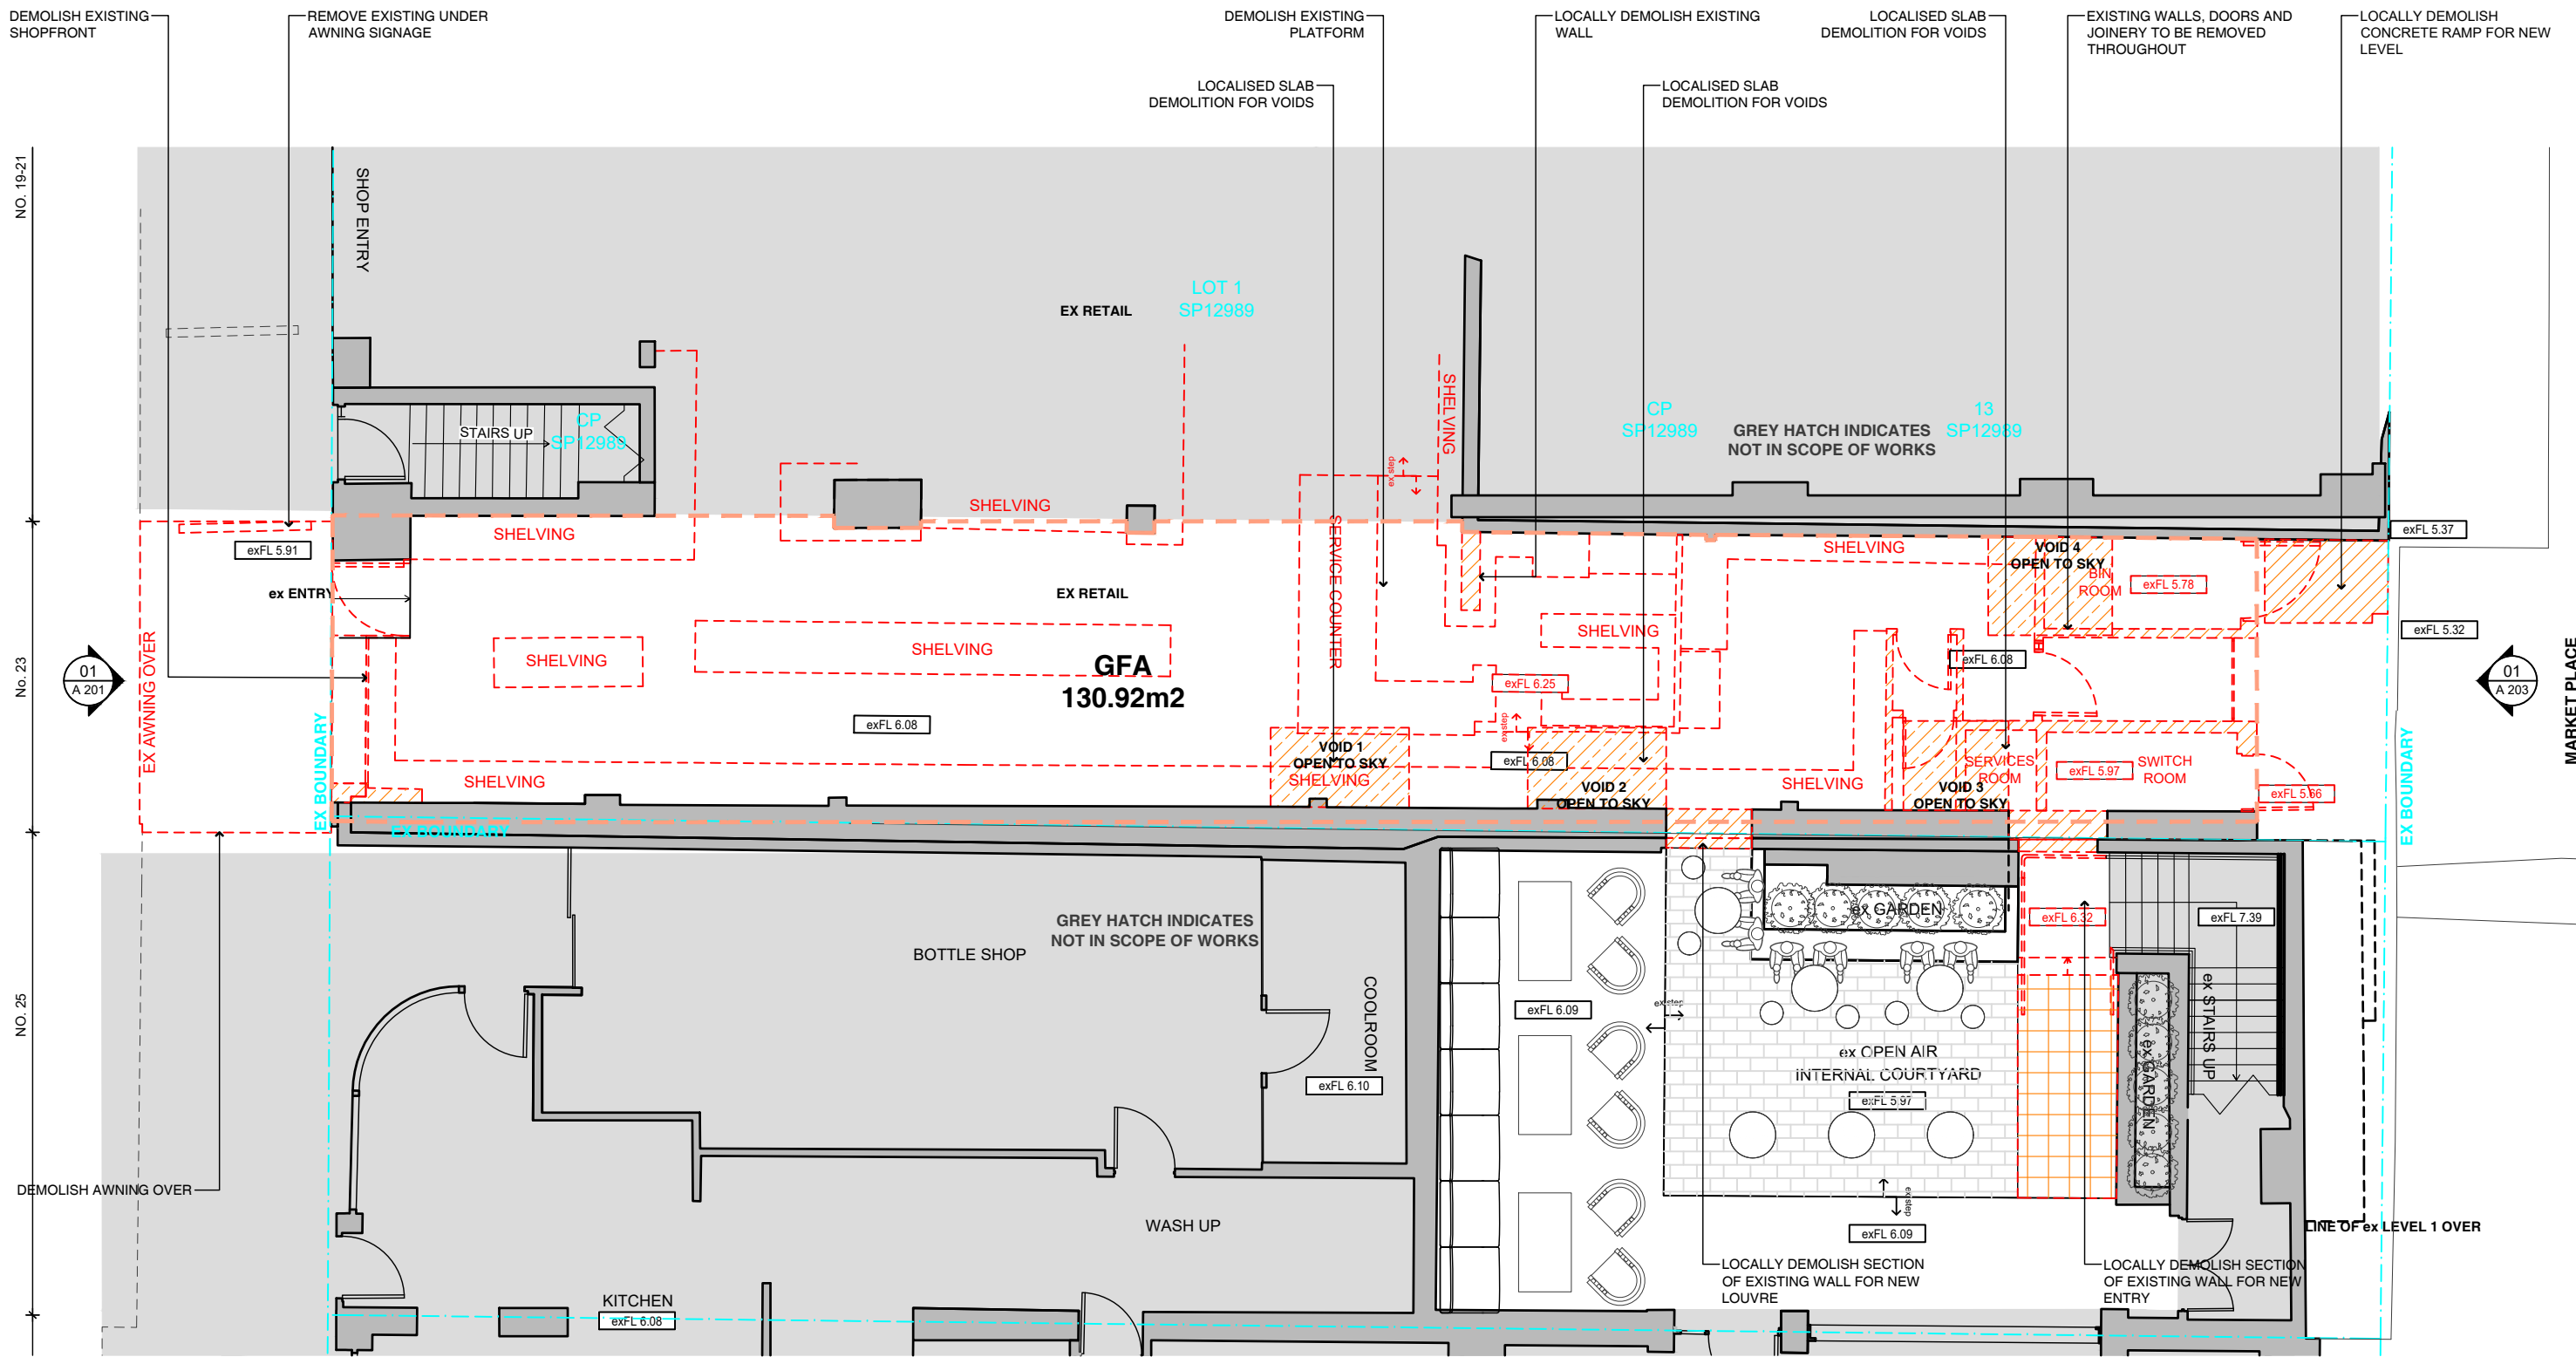 DEMOLISH EXISTING
SHOPFRONT
REMOVE EXISTING UNDER
AWNING SIGNAGE
DEMOLISH EXISTING
PLATFORM
LOCALLY DEMOLISH EXISTING
WALL
LOCALISED SLAB
DEMOLITION FOR VOIDS
EXISTING WALLS, DOORS AND
JOINERY TO BE REMOVED
THROUGHOUT
LOCALLY DEMOLISH
CONCRETE RAMP FOR NEW
LEVEL
LOCALISED SLAB
DEMOLITION FOR VOIDS
LOCALISED SLAB
DEMOLITION FOR VOIDS
NO. 19-21
SHOP ENTRY
LOT 1
SP12989
EX RETAIL
SHELVING
CP
SP12989
STAIRS UP
CP
SP12989
13
SP12989
GREY HATCH INDICATES
NOT IN SCOPE OF WORKS
ex step
SHELVING
SHELVING
SERVICE COUNTER
SHELVING
exFL 5.91
exFL 5.37
VOID 4
OPEN TO SKY
BIN
ROOM
exFL 5.78
ex ENTRY
EX RETAIL
exFL 5.32
SHELVING
SHELVING
SHELVING
No. 23
01
A 201
EX AWNING OVER
GFA
130.92m2
exFL 6.08
exFL 6.25
01
A 203
MARKET PLACE
exFL 6.08
ex step
EX BOUNDARY
EX BOUNDARY
VOID 1
OPEN TO SKY
SHELVING
exFL 6.08
SERVICES
ROOM
exFL 5.97
SWITCH
ROOM
SHELVING
SHELVING
VOID 2
OPEN TO SKY
VOID 3
OPEN TO SKY
exFL 5.66
EX BOUNDARY
GREY HATCH INDICATES
NOT IN SCOPE OF WORKS
BOTTLE SHOP
ex GARDEN
exFL 6.32
exFL 7.39
NO. 25
COOLROOM
exFL 6.10
exFL 6.09
ex step
ex OPEN AIR
INTERNAL COURTYARD
exFL 5.97
ex STAIRS UP
ex GARDEN
DEMOLISH AWNING OVER
ex step
WASH UP
exFL 6.09
LINE OF ex LEVEL 1 OVER
LOCALLY DEMOLISH SECTION
OF EXISTING WALL FOR NEW
LOUVRE
LOCALLY DEMOLISH SECTION
OF EXISTING WALL FOR NEW
ENTRY
KITCHEN
exFL 6.08